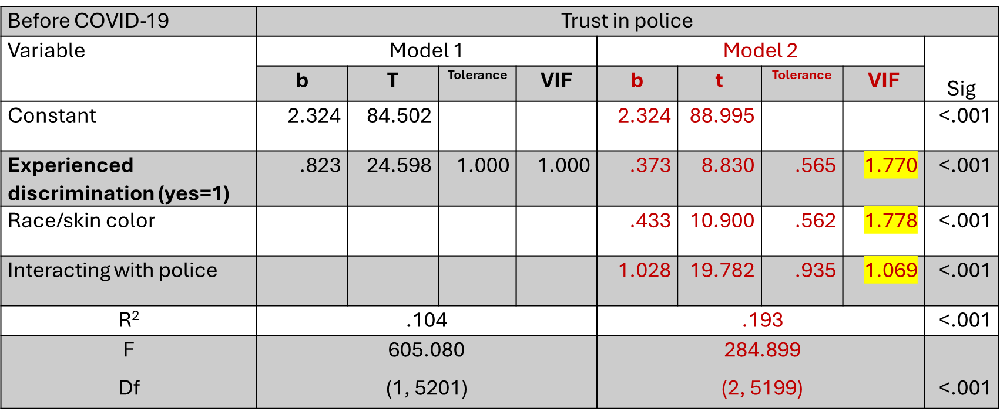 Before COVID-19 Trust in police
Variable Model 1 Model 2
b T Tolerance VIF b t Tolerance VIF Sig
Constant 2.324 84.502 2.324 88.995 <.001
Experienced .823 24.598 1.000 1.000 .373 8.830 .565 1.770 <.001
discrimination (yes=1)
Race/skin color .433 10.900 .562 1.778 <.001
Interacting with police 1.028 19.782 .935 1.069 <.001
R² .104 .193 <.001
F 605.080 284.899
Df (1, 5201) (2, 5199) <.001